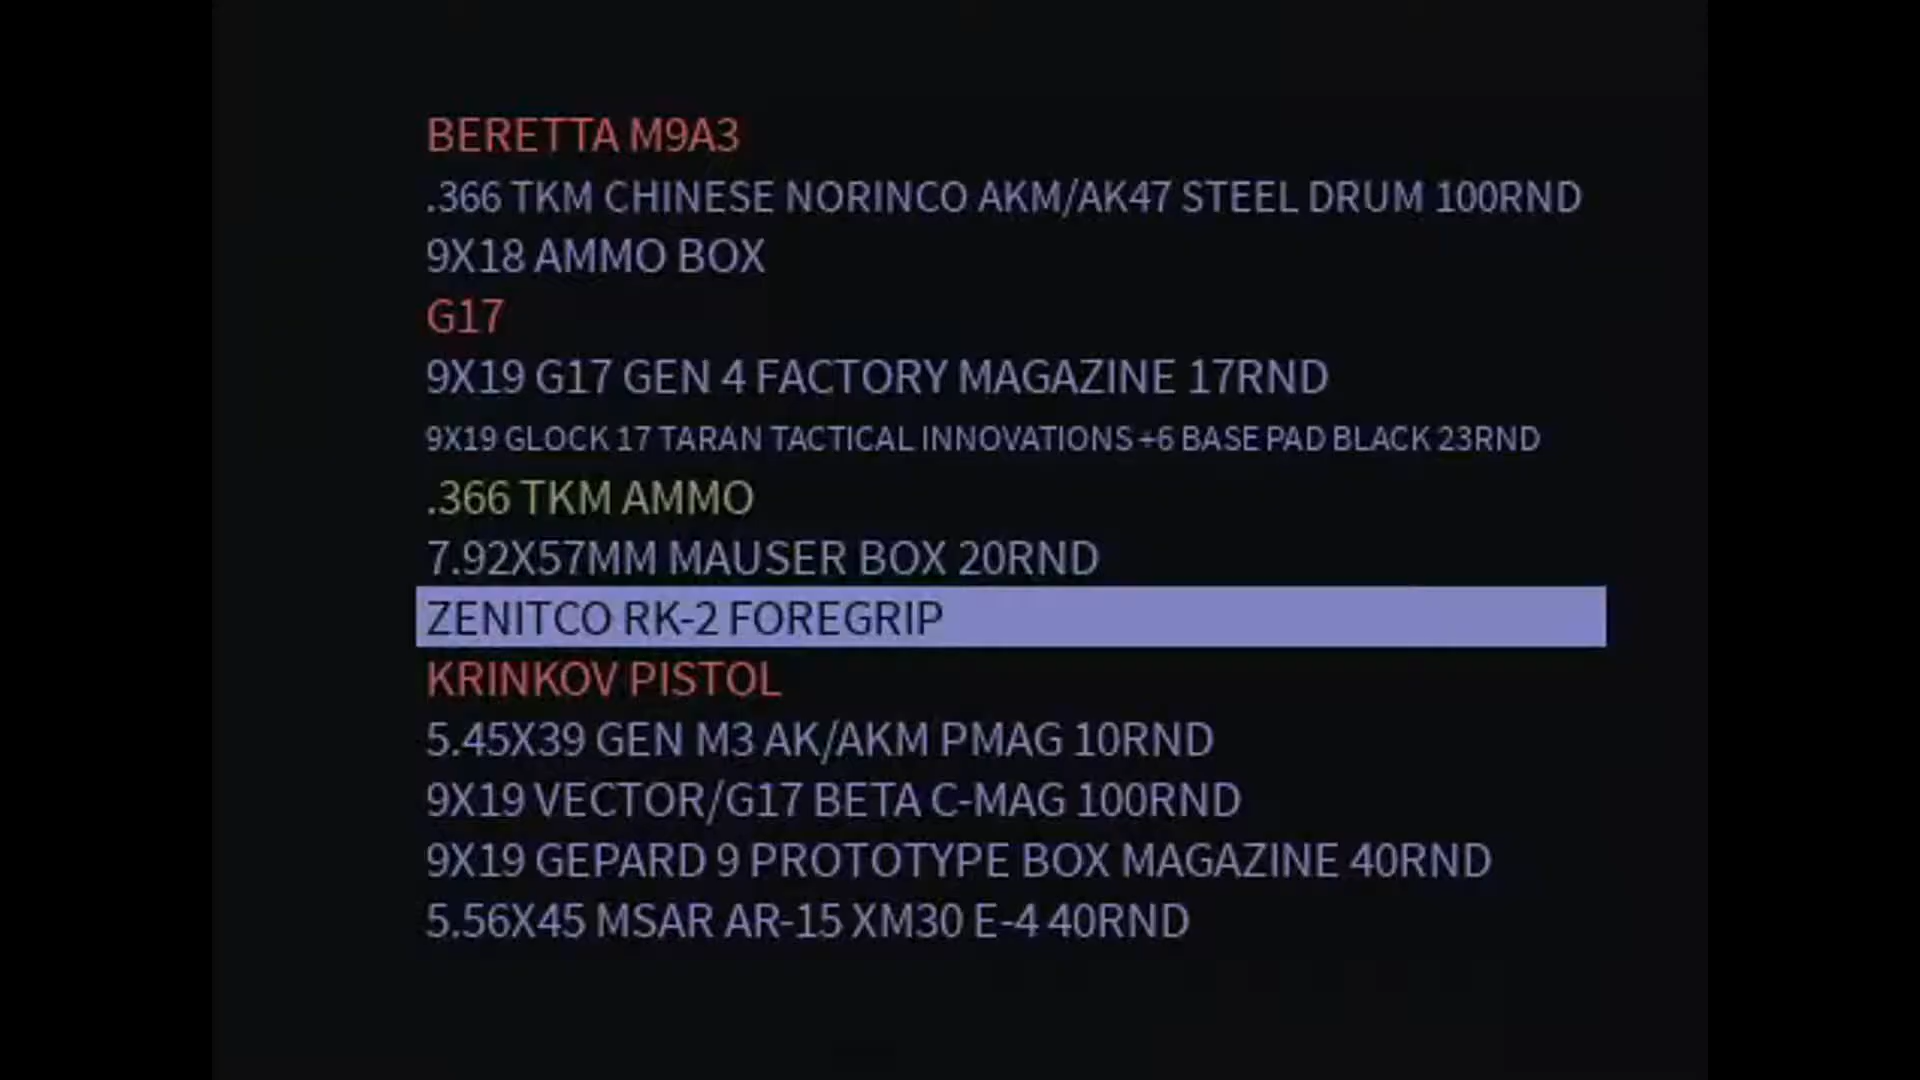 BERETTA M9A3
.366 TKM CHINESE NORINCO AKM/AK47 STEEL DRUM 100RND
9X18 AMMO BOX
G17
9X19 G17 GEN 4 FACTORY MAGAZINE 17RND
9X19 GLOCK 17 TARAN TACTICAL INNOVATIONS +6 BASE PAD BLACK 23RND
.366 TKM AMMO
7.92X57MM MAUSER BOX 20RND
ZENITCO RK-2 FOREGRIP
KRINKOV PISTOL
5.45X39 GEN M3 AK/AKM PMAG 10RND
9X19 VECTOR/G17 BETA C-MAG 100RND
9X19 GEPARD 9 PROTOTYPE BOX MAGAZINE 40RND
5.56X45 MSAR AR-15 XM30 E-4 40RND